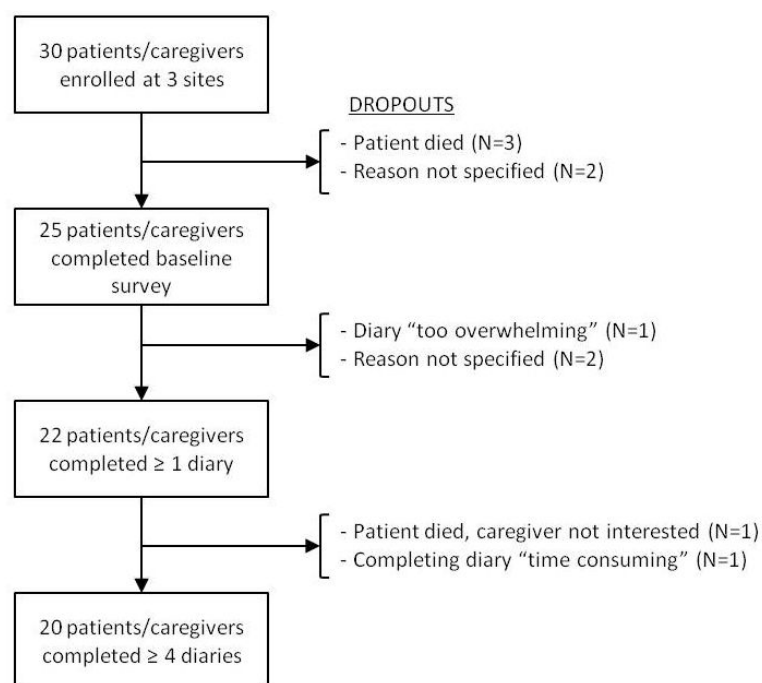 30 patients/caregivers
enrolled at 3 sites
DROPOUTS
- Patient died (N=3)
- Reason not specified (N=2)
25 patients/caregivers
completed baseline
survey
- Diary “too overwhelming” (N=1)
- Reason not specified (N=2)
22 patients/caregivers
completed ≥ 1 diary
- Patient died, caregiver not interested (N=1)
- Completing diary “time consuming” (N=1)
20 patients/caregivers
completed ≥ 4 diaries